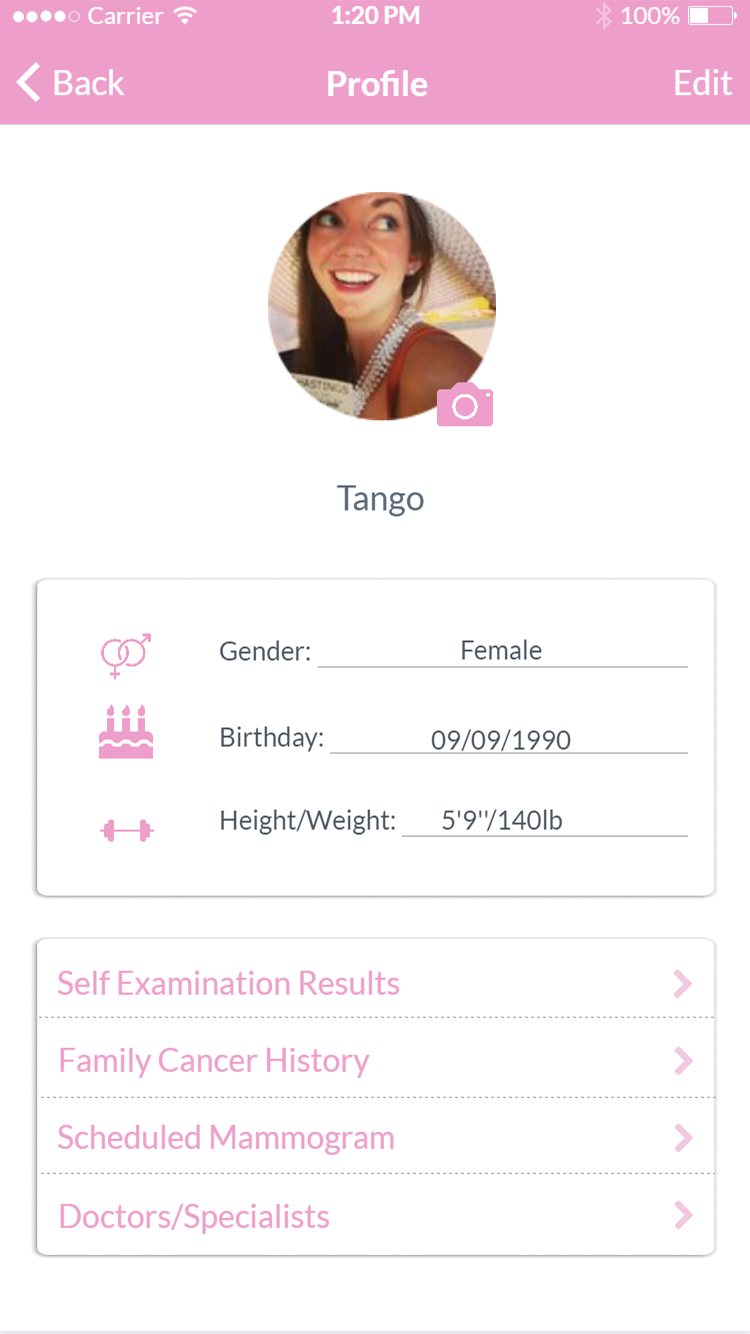 Carrier 1:20 PM 100%
Back Profile Edit
HASTINGS
Tango
Gender: Female
Birthday: 09/09/1990
Height/Weight: 5'9''/140lb
Self Examination Results
Family Cancer History
Scheduled Mammogram
Doctors/Specialists